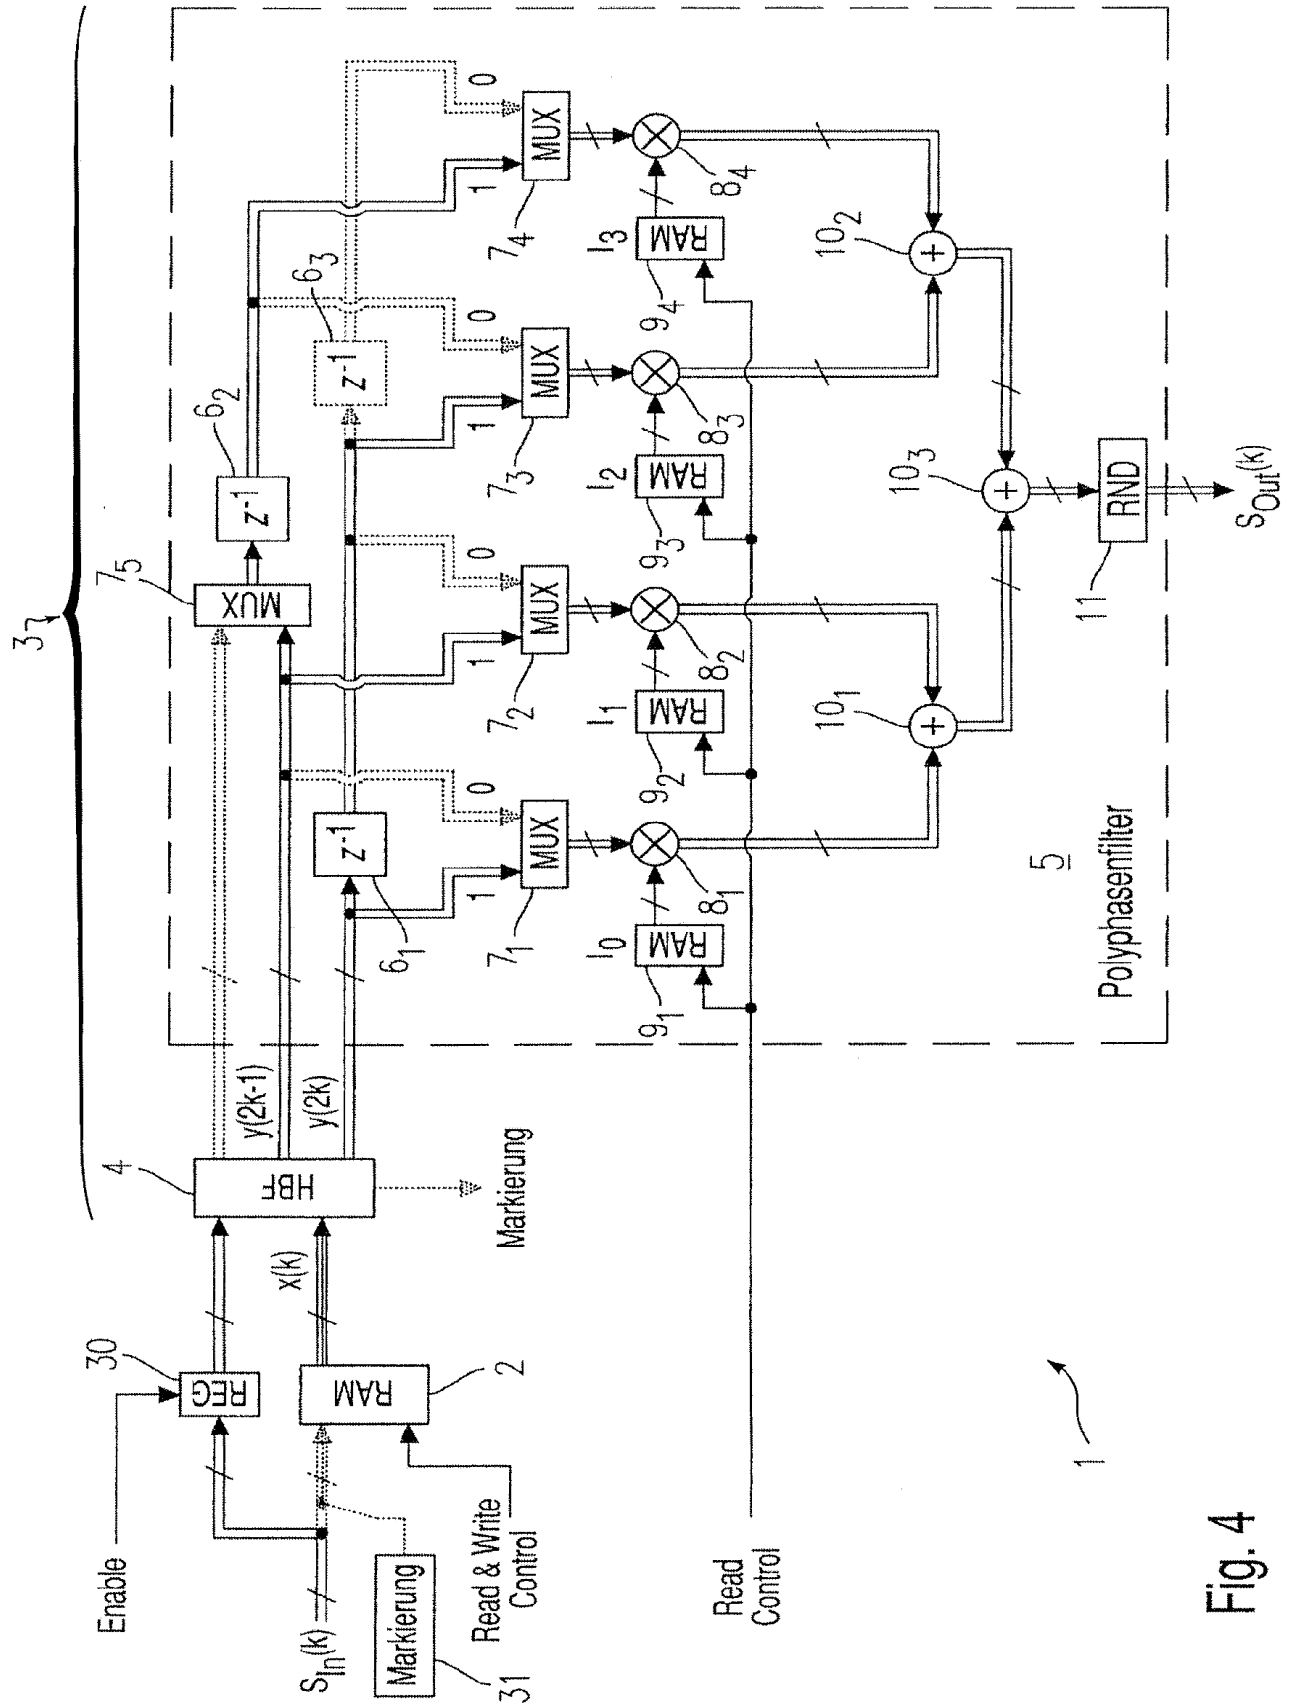 3
Enable
30
REG
S_In(k)
Markierung
31
RAM
2
Read & Write
Control
x(k)
4
HBF
Markierung
y(2k-1)
y(2k)
7_5
MUX
6_2
z^-1
6_1
z^-1
6_3
z^-1
1
0
1
0
1
0
1
0
7_1
MUX
7_2
MUX
7_3
MUX
7_4
MUX
I_0
RAM
9_1
8_1
I_1
RAM
9_2
8_2
I_2
RAM
9_3
8_3
I_3
RAM
9_4
8_4
Read
Control
10_1
10_2
10_3
5
Polyphasenfilter
11
RND
S_Out(k)
1
Fig. 4